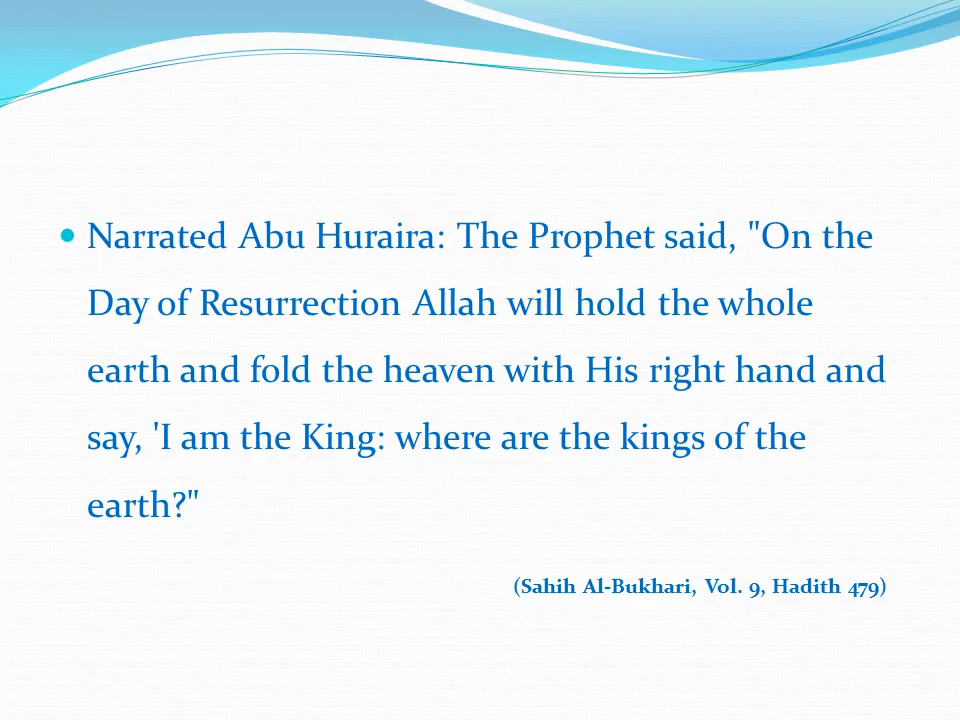 • Narrated Abu Huraira: The Prophet said, "On the
Day of Resurrection Allah will hold the whole
earth and fold the heaven with His right hand and
say, 'I am the King: where are the kings of the
earth?"
(Sahih Al-Bukhari, Vol. 9, Hadith 479)